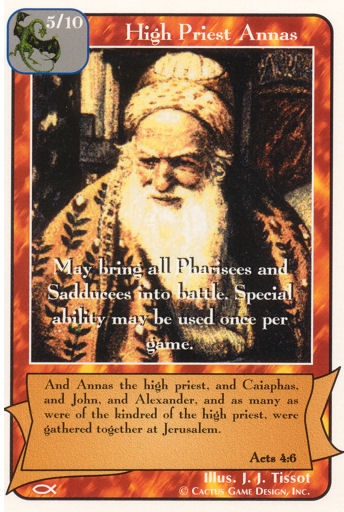 5/10
High Priest Annas
May bring all Pharisees and
Sadducees into battle. Special
ability may be used once per
game.
And Annas the high priest, and Caiaphas,
and John, and Alexander, and as many as
were of the kindred of the high priest, were
gathered together at Jerusalem.
Acts 4:6
Illus. J. J. Tissot
© Cactus Game Design, Inc.